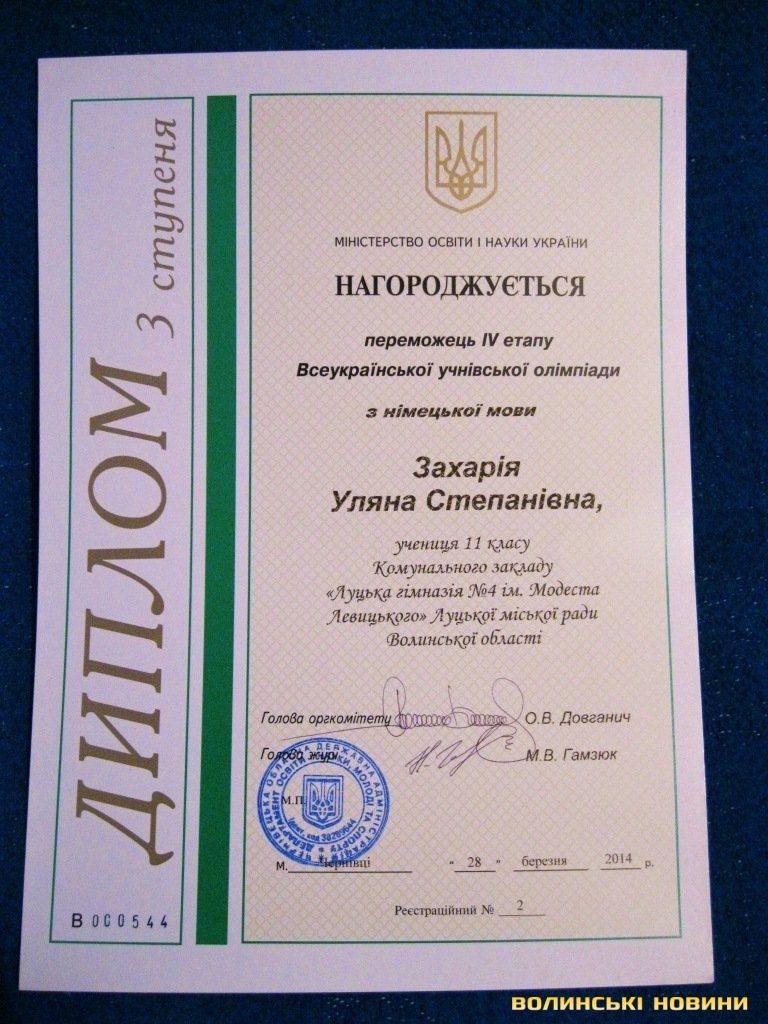 ДИПЛОМ 3 ступеня
В 000544
МІНІСТЕРСТВО ОСВІТИ І НАУКИ УКРАЇНИ
НАГОРОДЖУЄТЬСЯ
переможець IV етапу
Всеукраїнської учнівської олімпіади
з німецької мови
Захарія
Уляна Степанівна,
учениця 11 класу
Комунального закладу
«Луцька гімназія №4 ім. Модеста
Левицького» Луцької міської ради
Волинської області
Голова оргкомітету О.В. Довганич
Голова журі М.В. Гамзюк
М.П.
м. Чернівці " 28 " березня 2014 р.
Реєстраційний № 2
ВОЛИНСЬКІ НОВИНИ